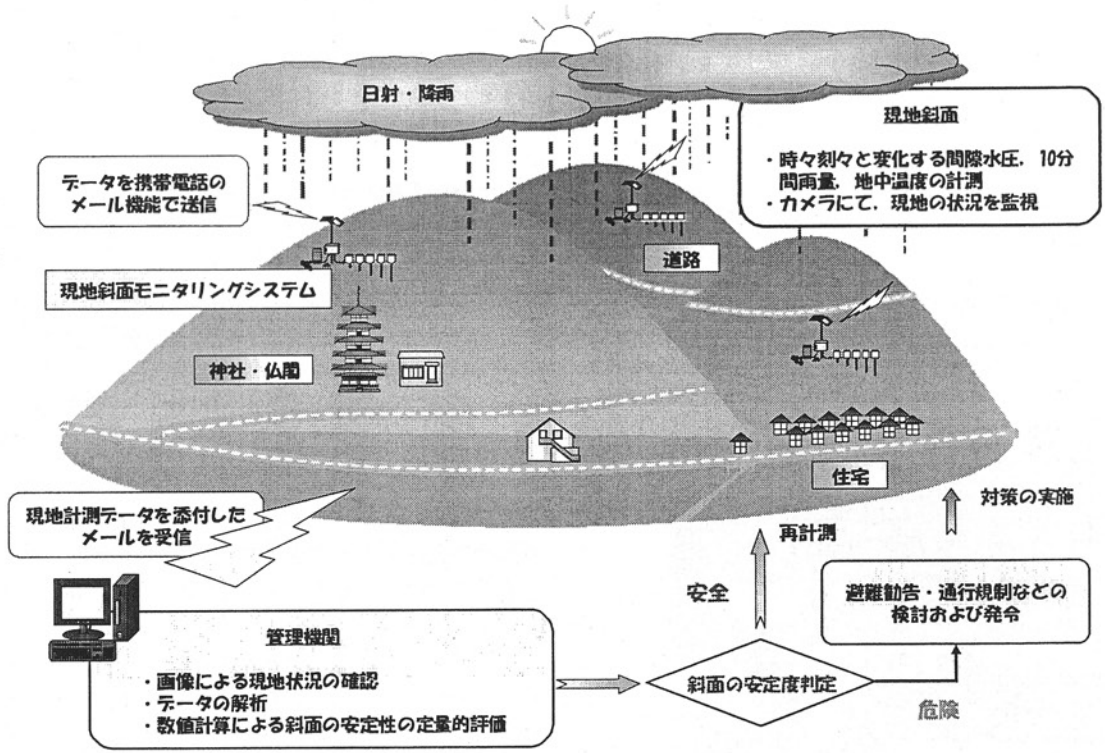 日射・降雨
現地斜面
・時々刻々と変化する間隙水圧，10分
間雨量，地中温度の計測
・カメラにて，現地の状況を監視
データを携帯電話の
メール機能で送信
道路
現地斜面モニタリングシステム
神社・仏閣
住宅
対策の実施
現地計測データを添付した
メールを受信
再計測
安全
避難勧告・通行規制などの
検討および発令
管理機関
・画像による現地状況の確認
・データの解析
・数値計算による斜面の安定性の定量的評価
斜面の安定度判定
危険